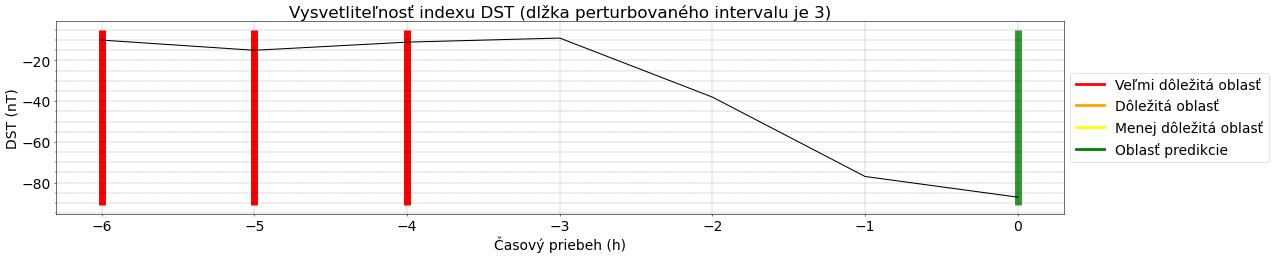 Vysvetliteľnosť indexu DST (dĺžka perturbovaného intervalu je 3)
DST (nT)
−20
−40
−60
−80
−6 −5 −4 −3 −2 −1 0
Časový priebeh (h)
Veľmi dôležitá oblasť
Dôležitá oblasť
Menej dôležitá oblasť
Oblasť predikcie